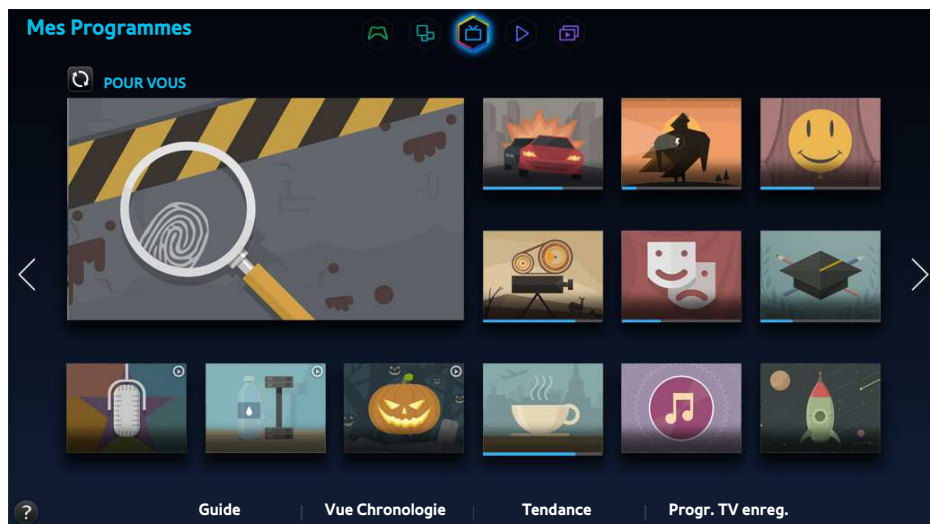 Mes Programmes
POUR VOUS
Guide
Vue Chronologie
Tendance
Progr. TV enreg.
?